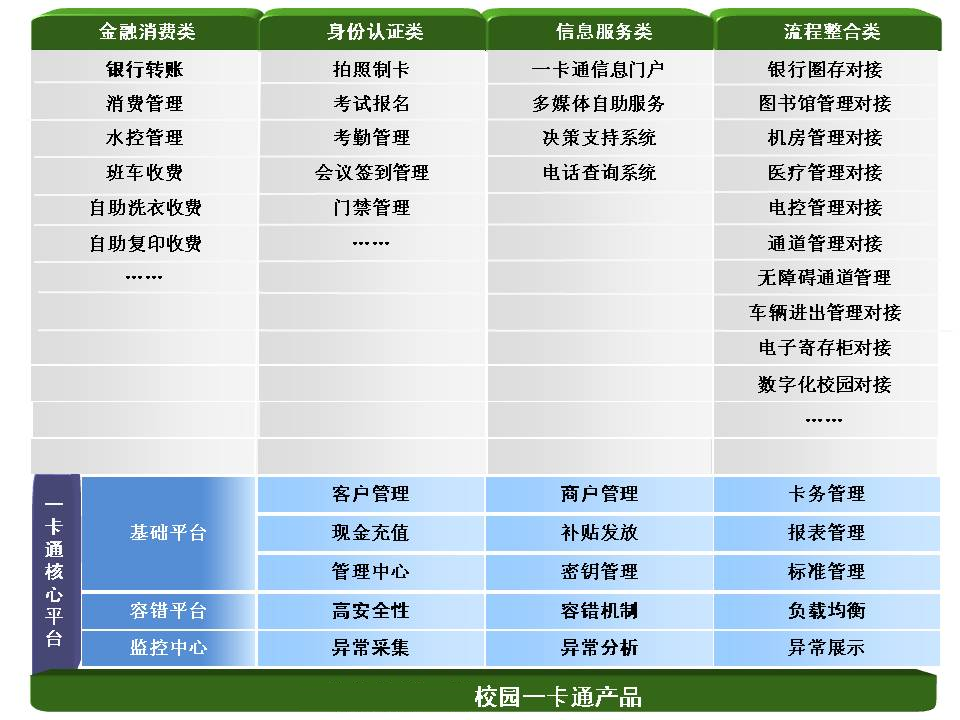 金融消费类 身份认证类 信息服务类 流程整合类
银行转账 拍照制卡 一卡通信息门户 银行圈存对接
消费管理 考试报名 多媒体自助服务 图书馆管理对接
水控管理 考勤管理 决策支持系统 机房管理对接
班车收费 会议签到管理 电话查询系统 医疗管理对接
自助洗衣收费 门禁管理 电控管理对接
自助复印收费 …… 通道管理对接
…… 无障碍通道管理
车辆进出管理对接
电子寄存柜对接
数字化校园对接
……
一卡通核心平台
基础平台
客户管理 商户管理 卡务管理
现金充值 补贴发放 报表管理
管理中心 密钥管理 标准管理
容错平台 高安全性 容错机制 负载均衡
监控中心 异常采集 异常分析 异常展示
校园一卡通产品